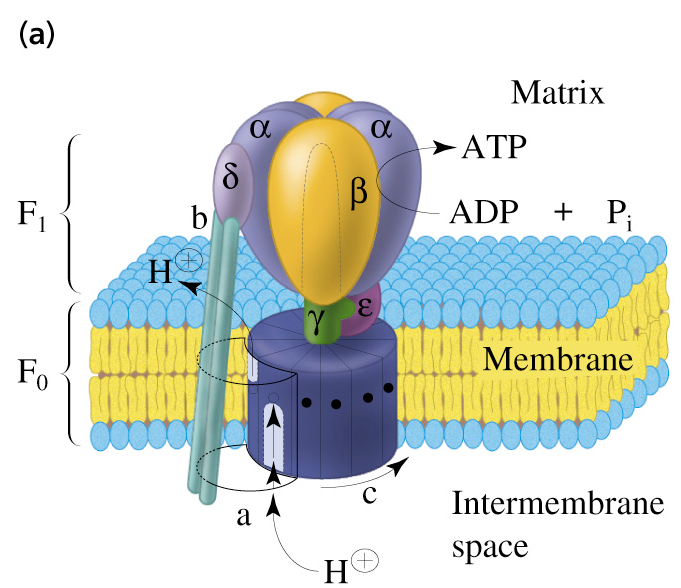 (a)
Matrix
α
α
ATP
δ
β
F₁
b
ADP + Pᵢ
H⊕
γ
ε
F₀
Membrane
c
a
Intermembrane
space
H⊕